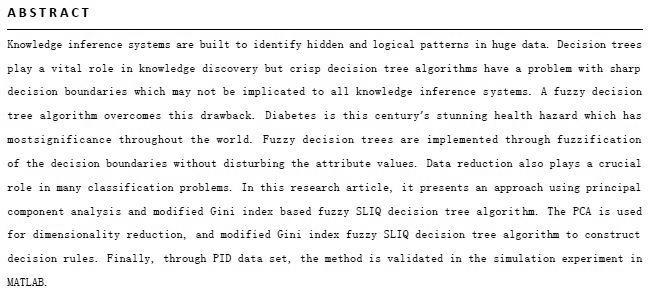 ABSTRACT
Knowledge inference systems are built to identify hidden and logical patterns in huge data. Decision trees
play a vital role in knowledge discovery but crisp decision tree algorithms have a problem with sharp
decision boundaries which may not be implicated to all knowledge inference systems. A fuzzy decision
tree algorithm overcomes this drawback. Diabetes is this century's stunning health hazard which has
mostsignificance throughout the world. Fuzzy decision trees are implemented through fuzzification
of the decision boundaries without disturbing the attribute values. Data reduction also plays a crucial
role in many classification problems. In this research article, it presents an approach using principal
component analysis and modified Gini index based fuzzy SLIQ decision tree algorithm. The PCA is used
for dimensionality reduction, and modified Gini index fuzzy SLIQ decision tree algorithm to construct
decision rules. Finally, through PID data set, the method is validated in the simulation experiment in
MATLAB.